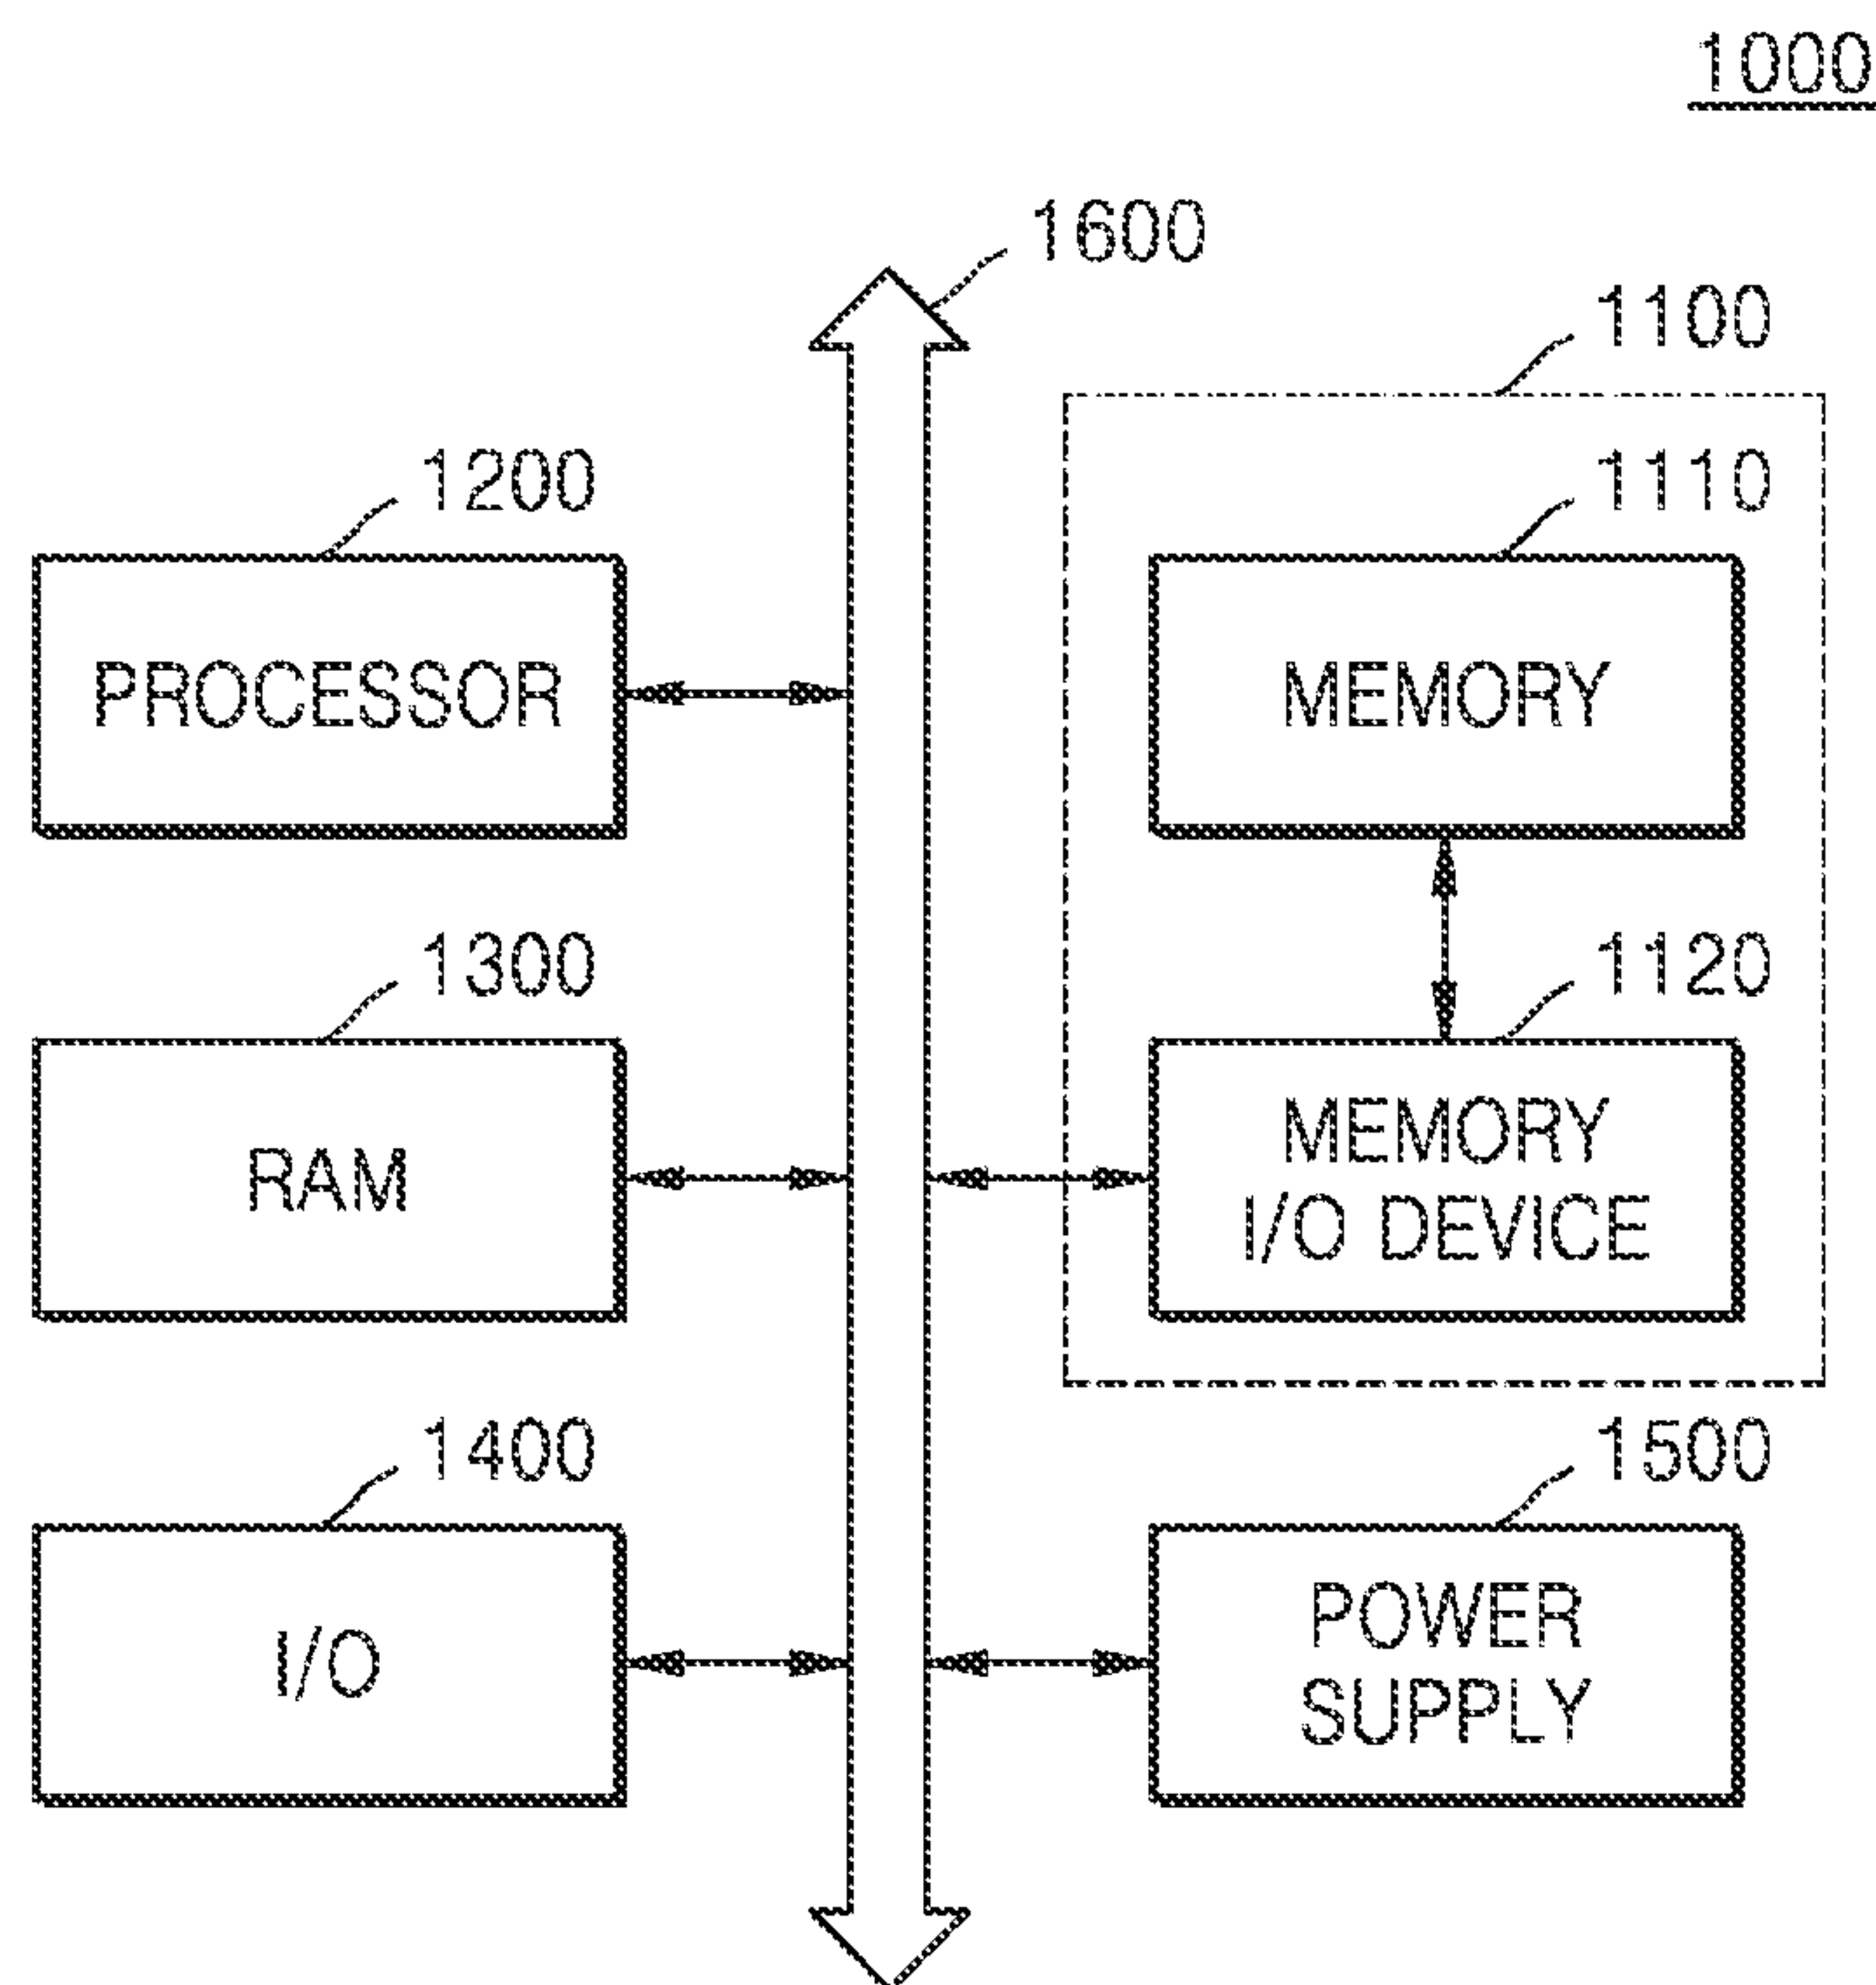 1000
1600
1100
1200
1110
PROCESSOR
MEMORY
1300
1120
RAM
MEMORY
I/O DEVICE
1400
1500
I/O
POWER
SUPPLY